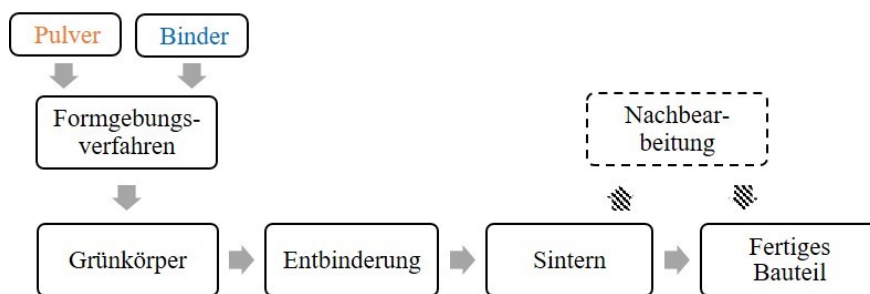 Pulver
Binder
Formgebungs-
verfahren
Nachbear-
beitung
Grünkörper
Entbinderung
Sintern
Fertiges
Bauteil